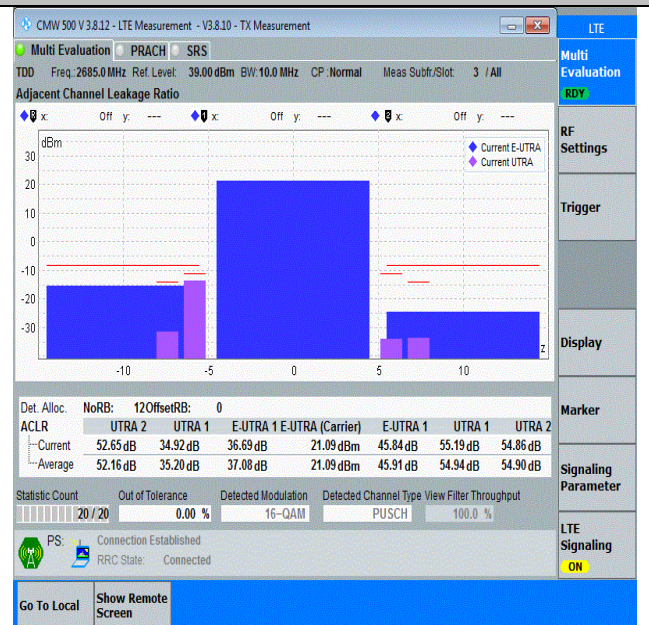 CMW 500 V 3.8.12 - LTE Measurement - V3.8.10 - TX Measurement
LTE
Multi Evaluation PRACH SRS
TDD Freq.:2685.0 MHz Ref. Level: 39.00 dBm BW:10.0 MHz CP :Normal Meas Subfr./Slot: 3 / All
Adjacent Channel Leakage Ratio
x: Off y: --- x: Off y: --- x: Off y: ---
dBm
Current E-UTRA
Current UTRA
30
20
10
0
-10
-20
-30
z
-10 -5 0 5 10
Det. Alloc. NoRB: 12OffsetRB: 0
ACLR UTRA 2 UTRA 1 E-UTRA 1 E-UTRA (Carrier) E-UTRA 1 UTRA 1 UTRA 2
Current 52.65 dB 34.92 dB 36.69 dB 21.09 dBm 45.84 dB 55.19 dB 54.86 dB
Average 52.16 dB 35.20 dB 37.08 dB 21.09 dBm 45.91 dB 54.94 dB 54.90 dB
Statistic Count Out of Tolerance Detected Modulation Detected Channel Type View Filter Throughput
20 / 20 0.00 % 16-QAM PUSCH 100.0 %
PS: Connection Established
RRC State: Connected
Multi
Evaluation
RDY
RF
Settings
Trigger
Display
Marker
Signaling
Parameter
LTE
Signaling
ON
Go To Local
Show Remote
Screen